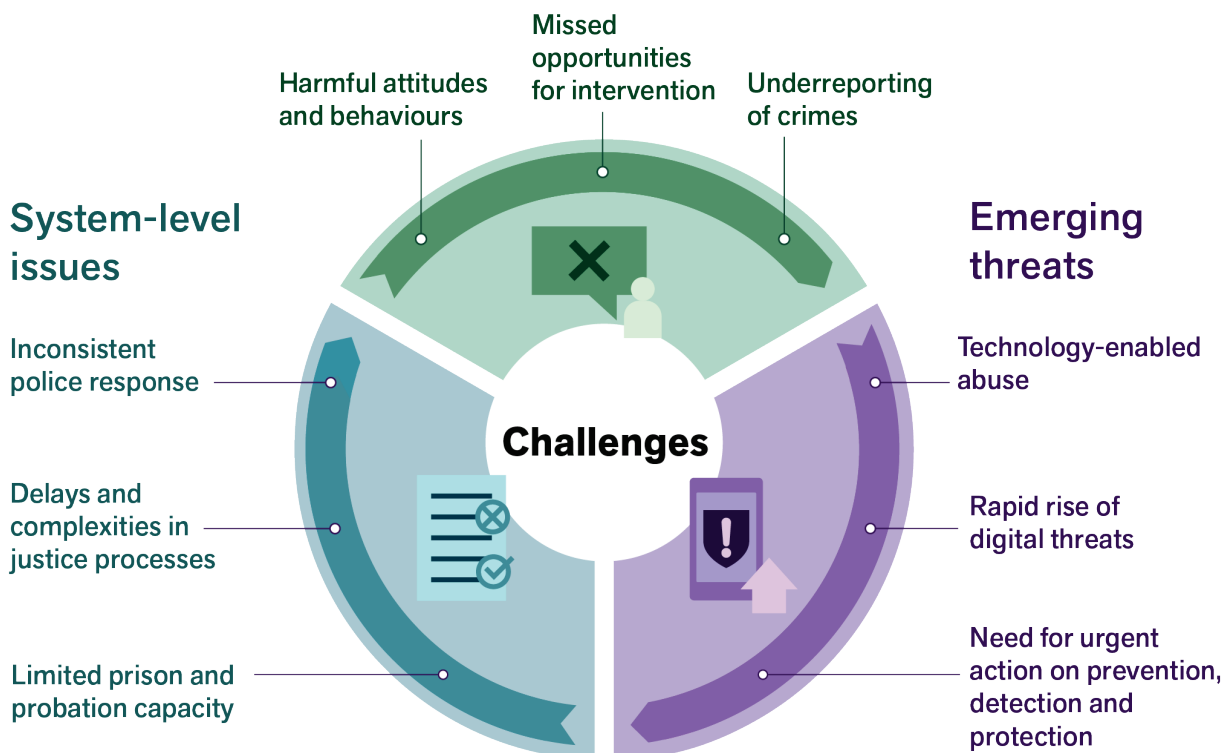 Missed
opportunities
for intervention
Harmful attitudes
and behaviours
Underreporting
of crimes
System-level
issues
Inconsistent
police response
Delays and
complexities in
justice processes
Limited prison and
probation capacity
Challenges
Emerging
threats
Technology-enabled
abuse
Rapid rise of
digital threats
Need for urgent
action on prevention,
detection and
protection